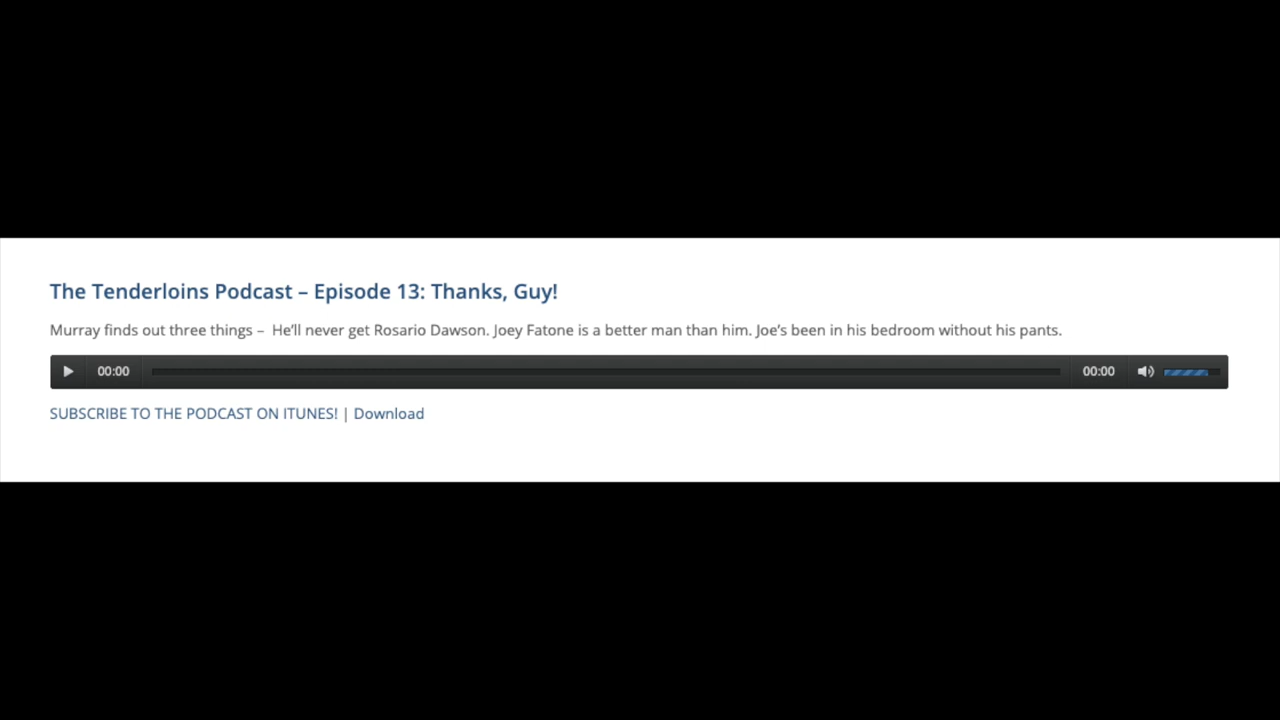 The Tenderloins Podcast – Episode 13: Thanks, Guy!
Murray finds out three things –  He'll never get Rosario Dawson. Joey Fatone is a better man than him. Joe's been in his bedroom without his pants.
00:00 00:00
SUBSCRIBE TO THE PODCAST ON ITUNES! | Download